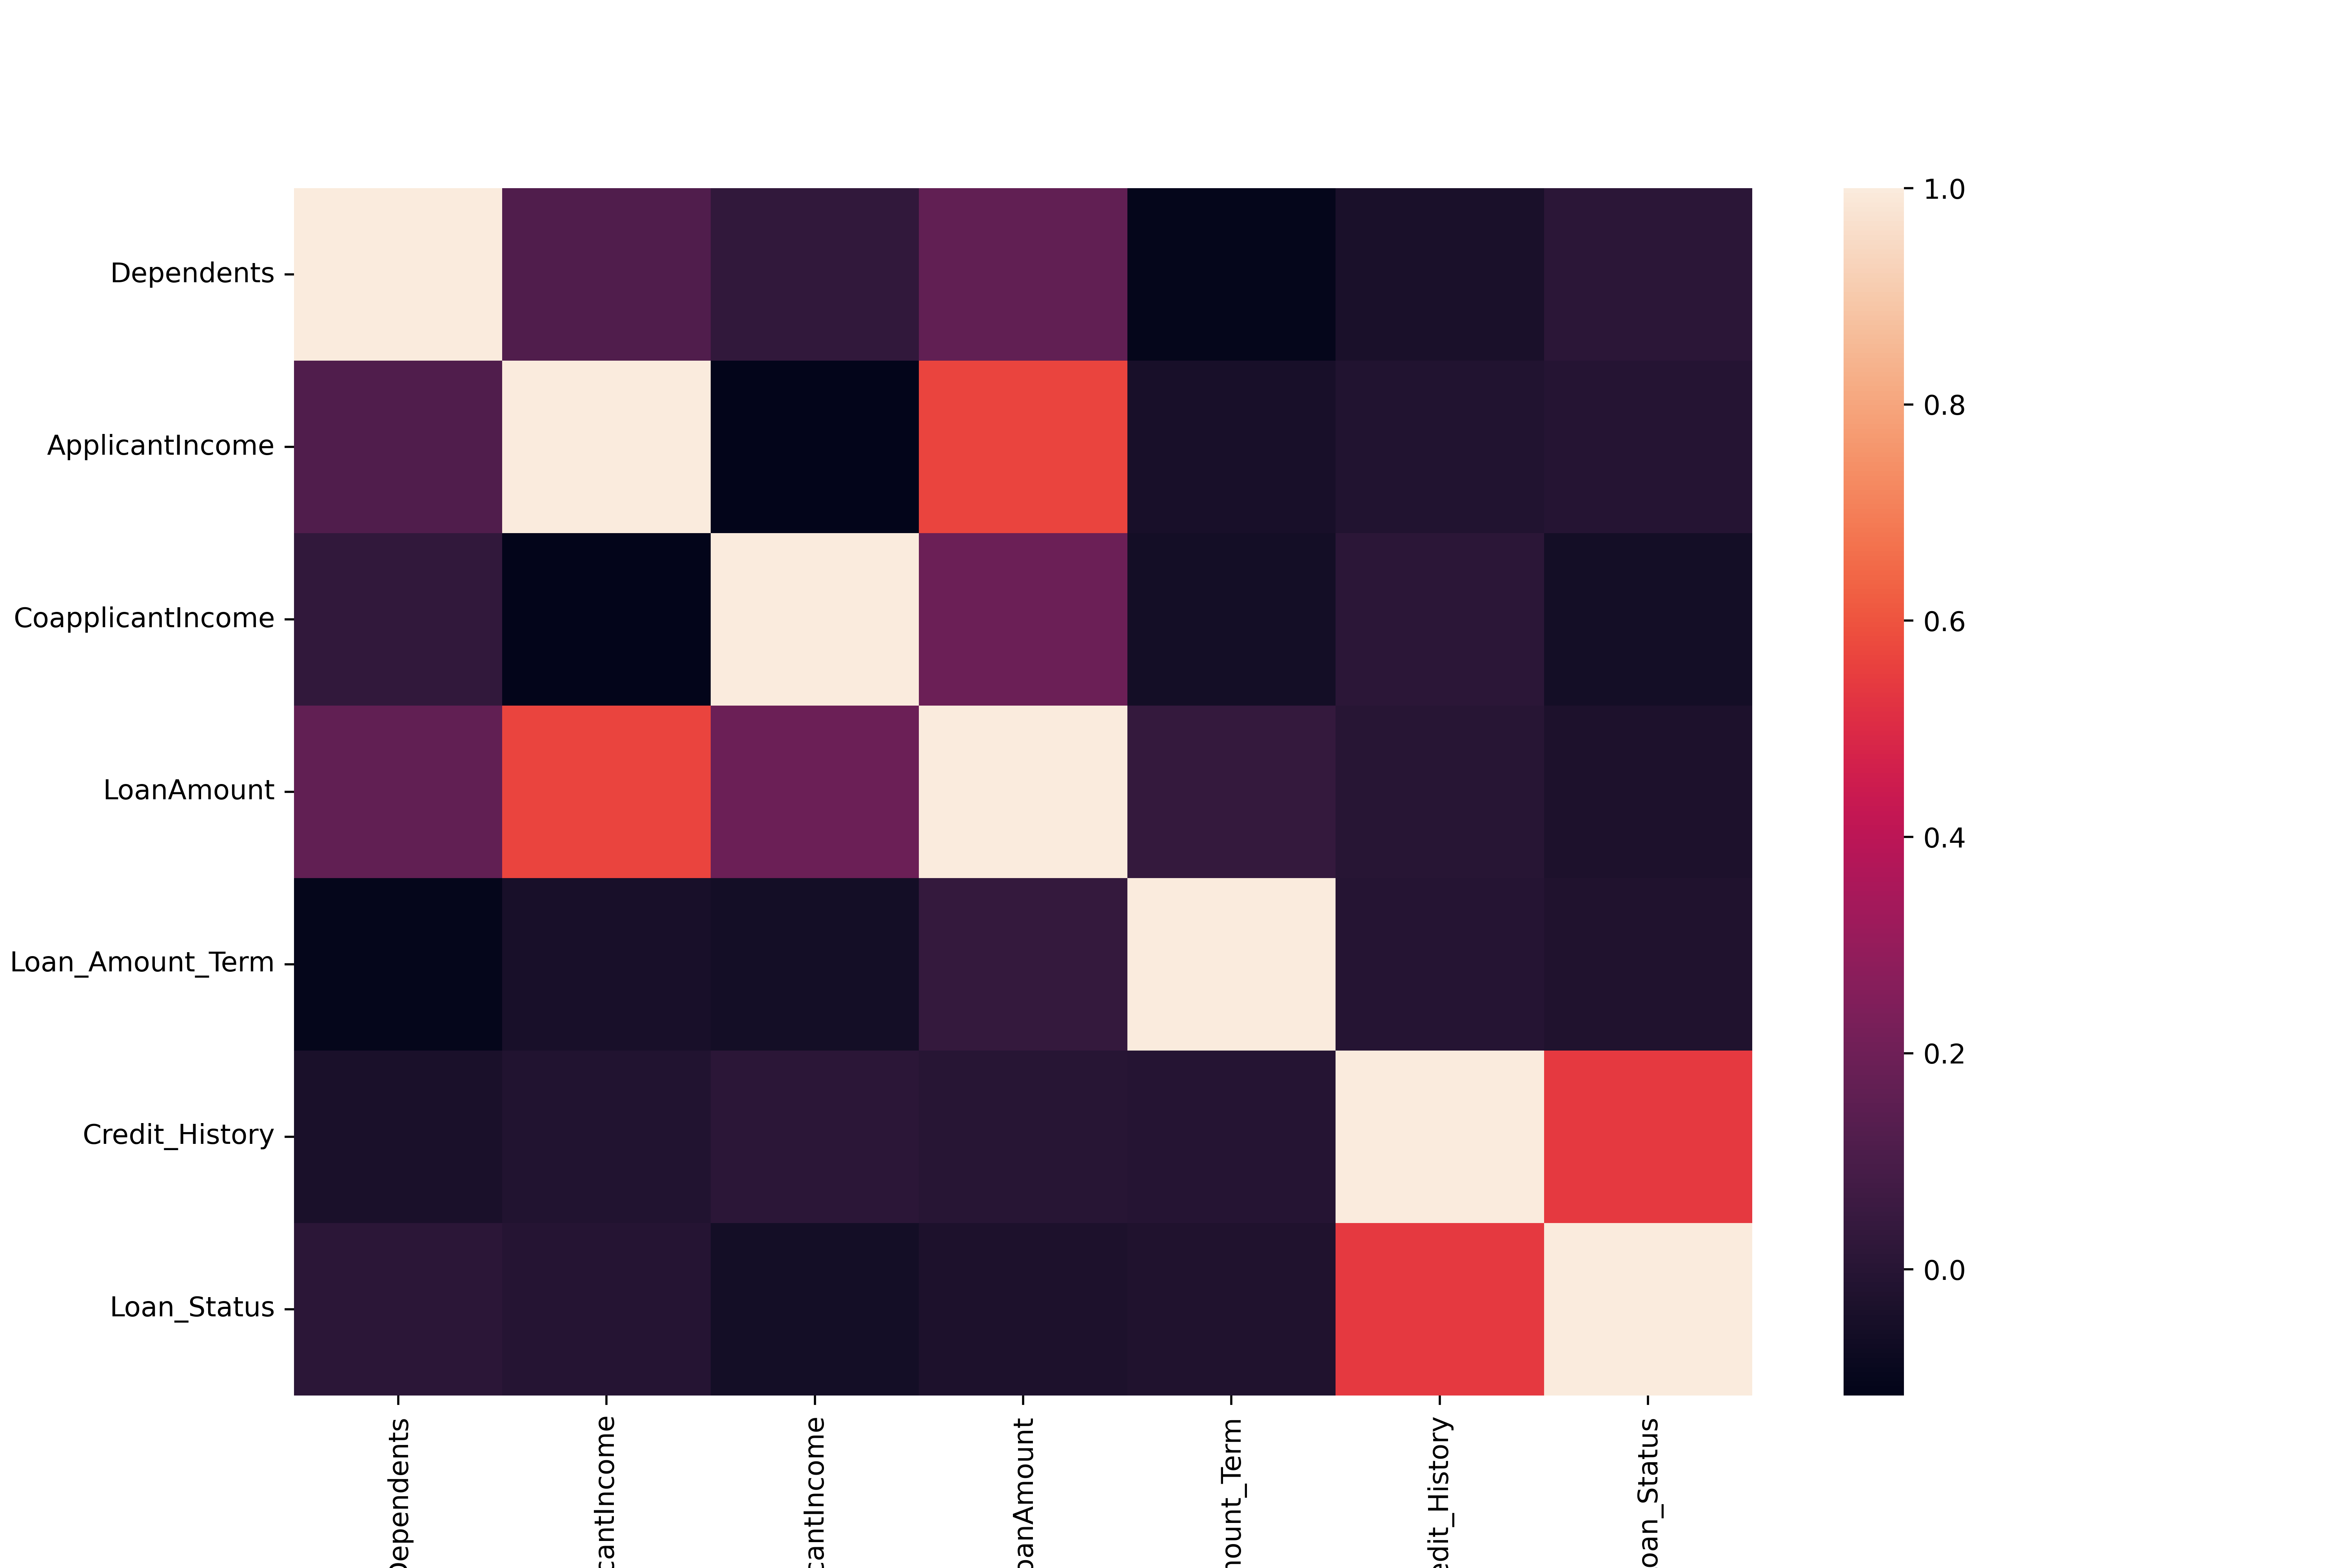 Dependents
ApplicantIncome
CoapplicantIncome
LoanAmount
Loan_Amount_Term
Credit_History
Loan_Status
1.0
0.8
0.6
0.4
0.2
0.0
Dependents
cantIncome
cantIncome
oanAmount
nount_Term
edit_History
oan_Status